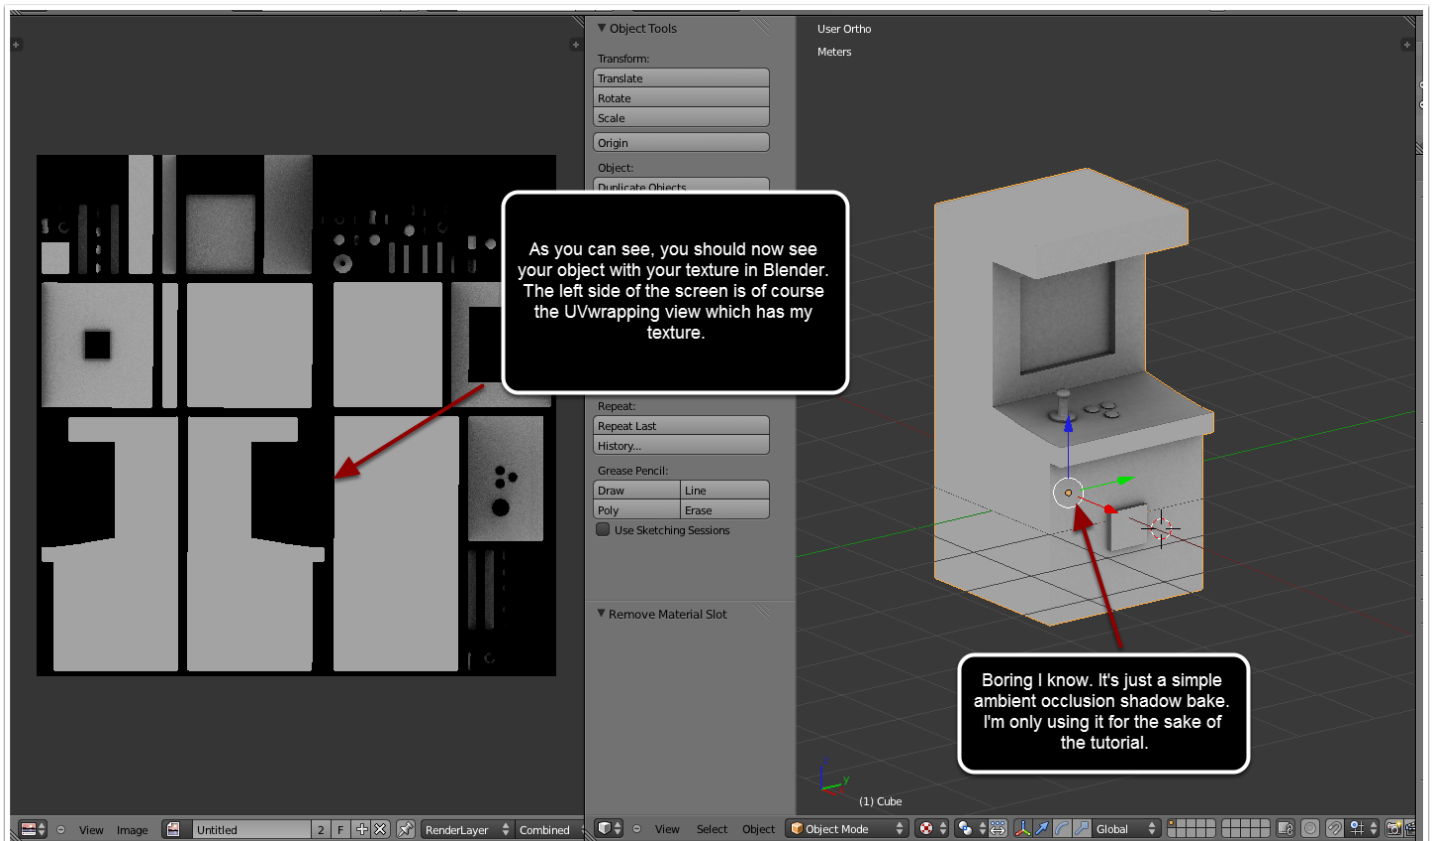 Object Tools
Transform:
Translate
Rotate
Scale
Origin
Object:
Duplicate Objects
As you can see, you should now see
your object with your texture in Blender.
The left side of the screen is of course
the UVwrapping view which has my
texture.
Repeat:
Repeat Last
History...
Grease Pencil:
Draw Line
Poly Erase
Use Sketching Sessions
Remove Material Slot
User Ortho
Meters
Boring I know. It's just a simple
ambient occlusion shadow bake.
I'm only using it for the sake of
the tutorial.
z
y
(1) Cube
View Image Untitled 2 F RenderLayer Combined
View Select Object Object Mode Global